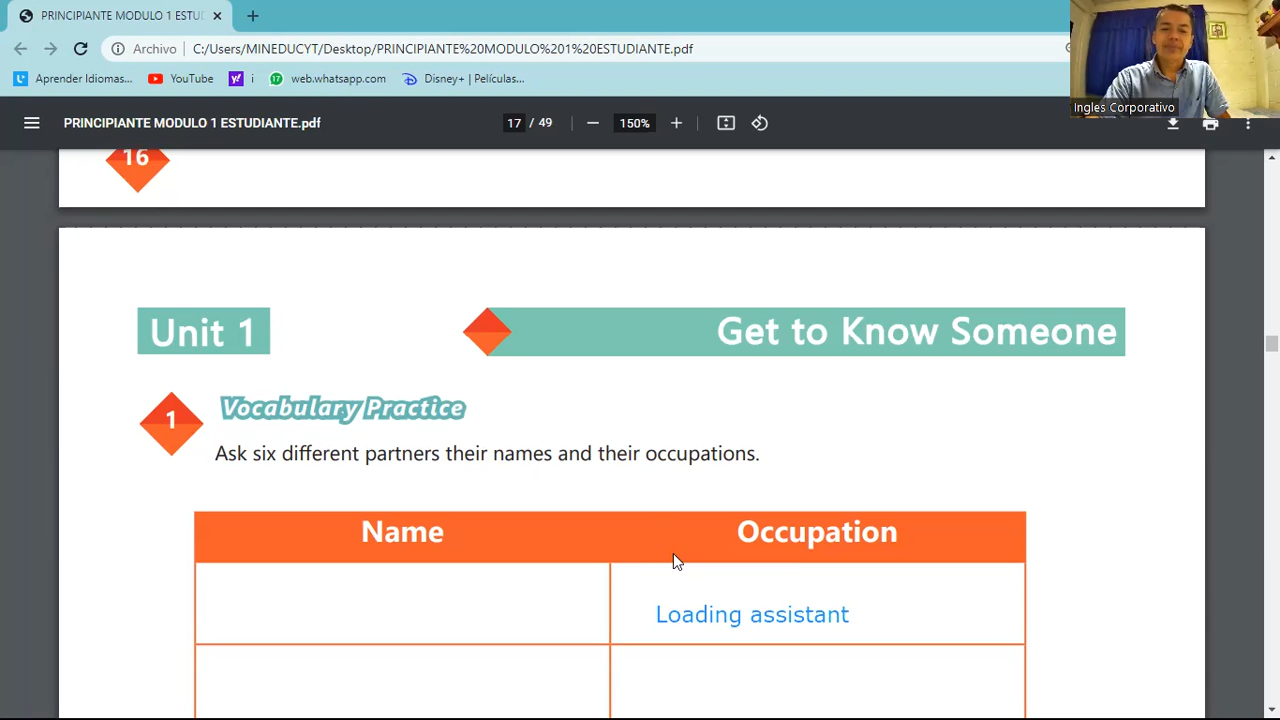 PRINCIPIANTE MODULO 1 ESTU
Archivo C:/Users/MINEDUCYT/Desktop/PRINCIPIANTE%20MODULO%201%20ESTUDIANTE.pdf
Aprender Idiomas... YouTube i web.whatsapp.com Disney+ | Películas...
Ingles Corporativo
PRINCIPIANTE MODULO 1 ESTUDIANTE.pdf 17 / 49 150%
16
Unit 1 Get to Know Someone
1 Vocabulary Practice
Ask six different partners their names and their occupations.
Name Occupation
Loading assistant